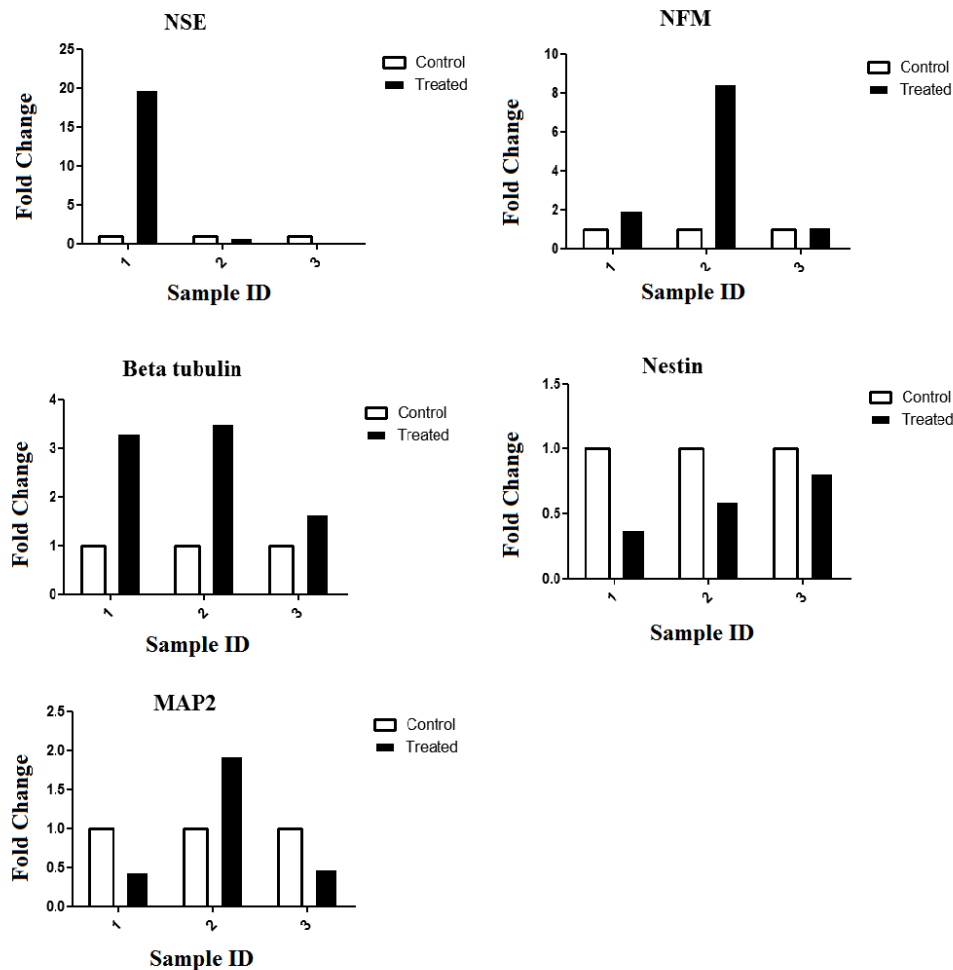 NSE
25
20
15
10
5
0
Fold Change
1
2
3
Sample ID
Control
Treated
NFM
10
8
6
4
2
0
Fold Change
1
2
3
Sample ID
Control
Treated
Beta tubulin
4
3
2
1
0
Fold Change
1
2
3
Sample ID
Control
Treated
Nestin
1.5
1.0
0.5
0.0
Fold Change
1
2
3
Sample ID
Control
Treated
MAP2
2.5
2.0
1.5
1.0
0.5
0.0
Fold Change
1
2
3
Sample ID
Control
Treated